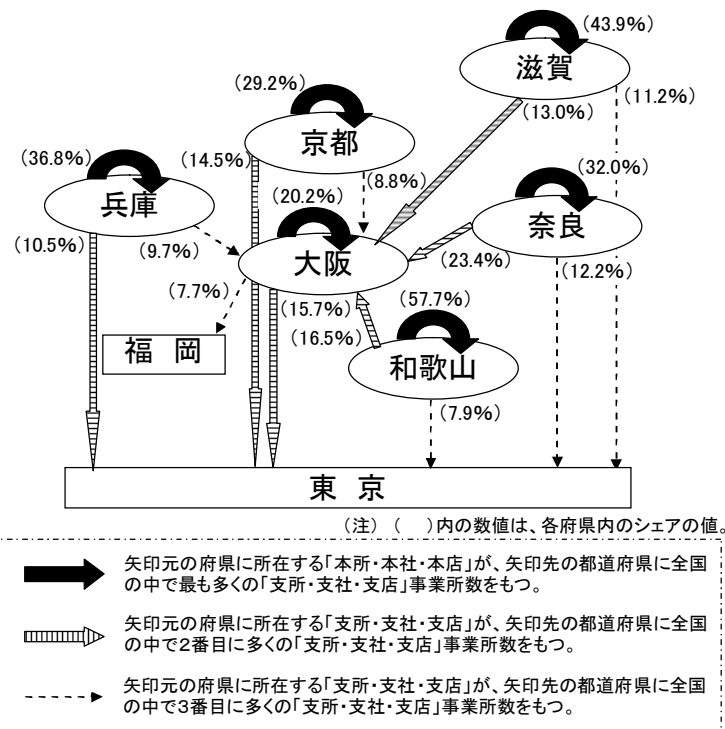 （43.9%）
滋賀
（29.2%）
（13.0%）
（11.2%）
京都
（36.8%）
（14.5%）
（32.0%）
兵庫
（8.8%）
（20.2%）
奈良
（10.5%）
（9.7%）
大阪
（23.4%）
（12.2%）
（7.7%）
（15.7%）
（57.7%）
（16.5%）
福　岡
和歌山
（7.9%）
東　京
（注）（　　）内の数値は、各府県内のシェアの値。
矢印元の府県に所在する「本所・本社・本店」が、矢印先の都道府県に全国
の中で最も多くの「支所・支社・支店」事業所数をもつ。
矢印元の府県に所在する「支所・支社・支店」が、矢印先の都道府県に全国
の中で２番目に多くの「支所・支社・支店」事業所数をもつ。
矢印元の府県に所在する「支所・支社・支店」が、矢印先の都道府県に全国
の中で３番目に多くの「支所・支社・支店」事業所数をもつ。